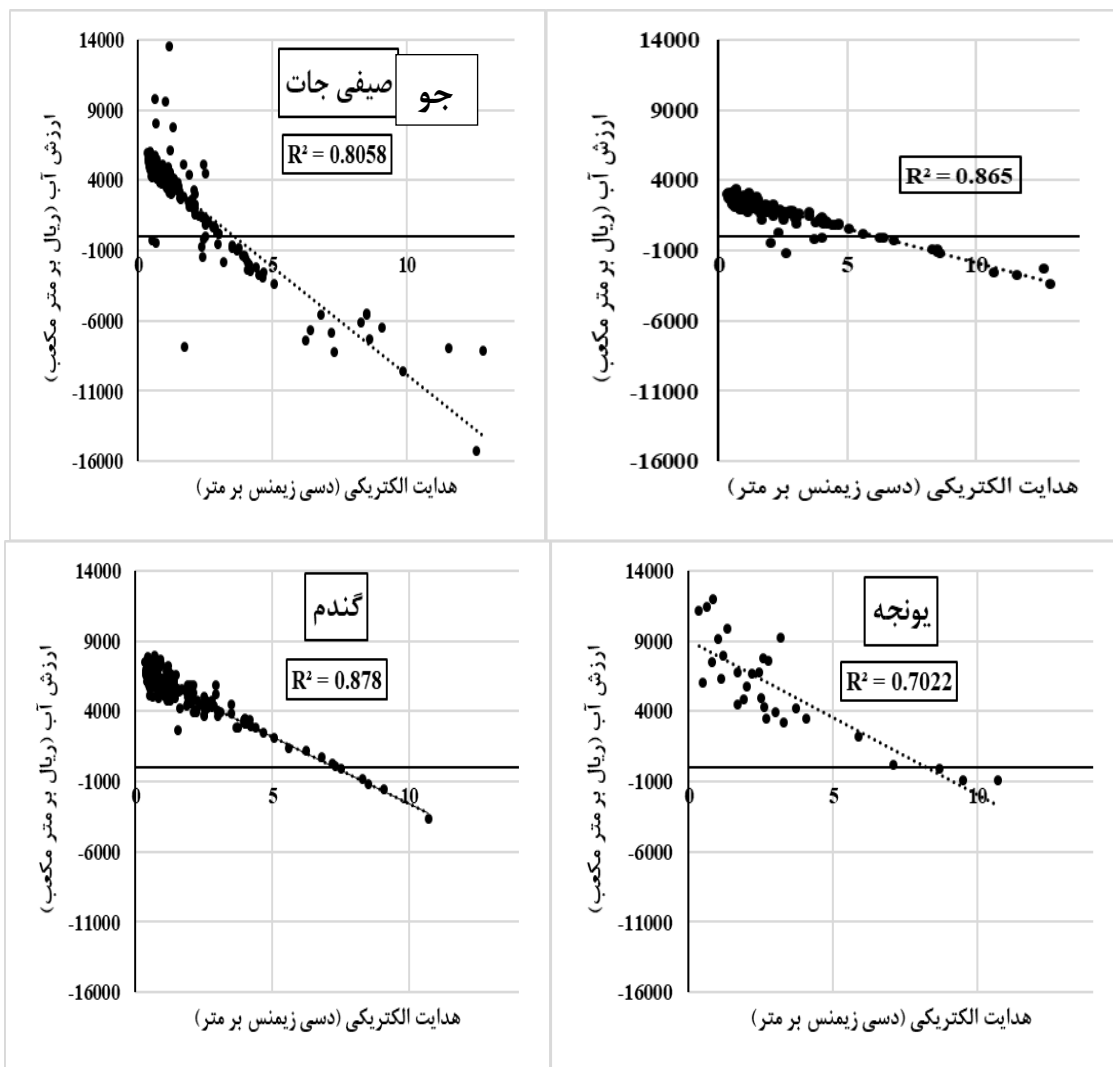 ارزش آب (ریال بر متر مکعب)
14000
9000
4000
-1000
-6000
-11000
-16000
صیفی جات
جو
R² = 0.8058
0
5
10
هدایت الکتریکی (دسی زیمنس بر متر)
ارزش آب (ریال بر متر مکعب)
14000
9000
4000
-1000
-6000
-11000
-16000
R² = 0.865
0
5
10
هدایت الکتریکی (دسی زیمنس بر متر)
ارزش آب (ریال بر متر مکعب)
14000
9000
4000
-1000
-6000
-11000
-16000
گندم
R² = 0.878
0
5
10
هدایت الکتریکی (دسی زیمنس بر متر)
ارزش آب (ریال بر متر مکعب)
14000
9000
4000
-1000
-6000
-11000
-16000
یونجه
R² = 0.7022
0
5
10
هدایت الکتریکی (دسی زیمنس بر متر)